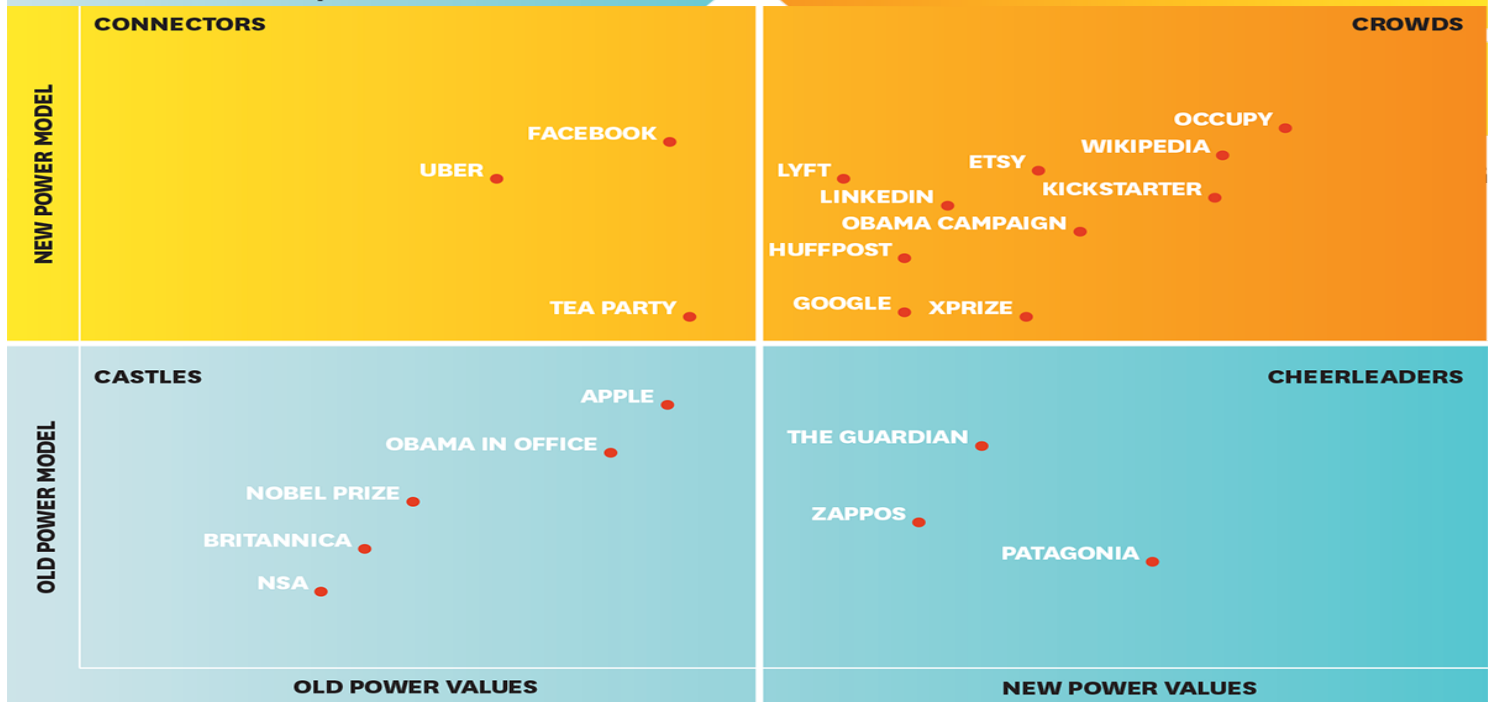 CONNECTORS
CROWDS
NEW POWER MODEL
FACEBOOK
UBER
TEA PARTY
OCCUPY
WIKIPEDIA
ETSY
LYFT
KICKSTARTER
LINKEDIN
OBAMA CAMPAIGN
HUFFPOST
GOOGLE
XPRIZE
CASTLES
CHEERLEADERS
OLD POWER MODEL
APPLE
OBAMA IN OFFICE
NOBEL PRIZE
BRITANNICA
NSA
THE GUARDIAN
ZAPPOS
PATAGONIA
OLD POWER VALUES
NEW POWER VALUES